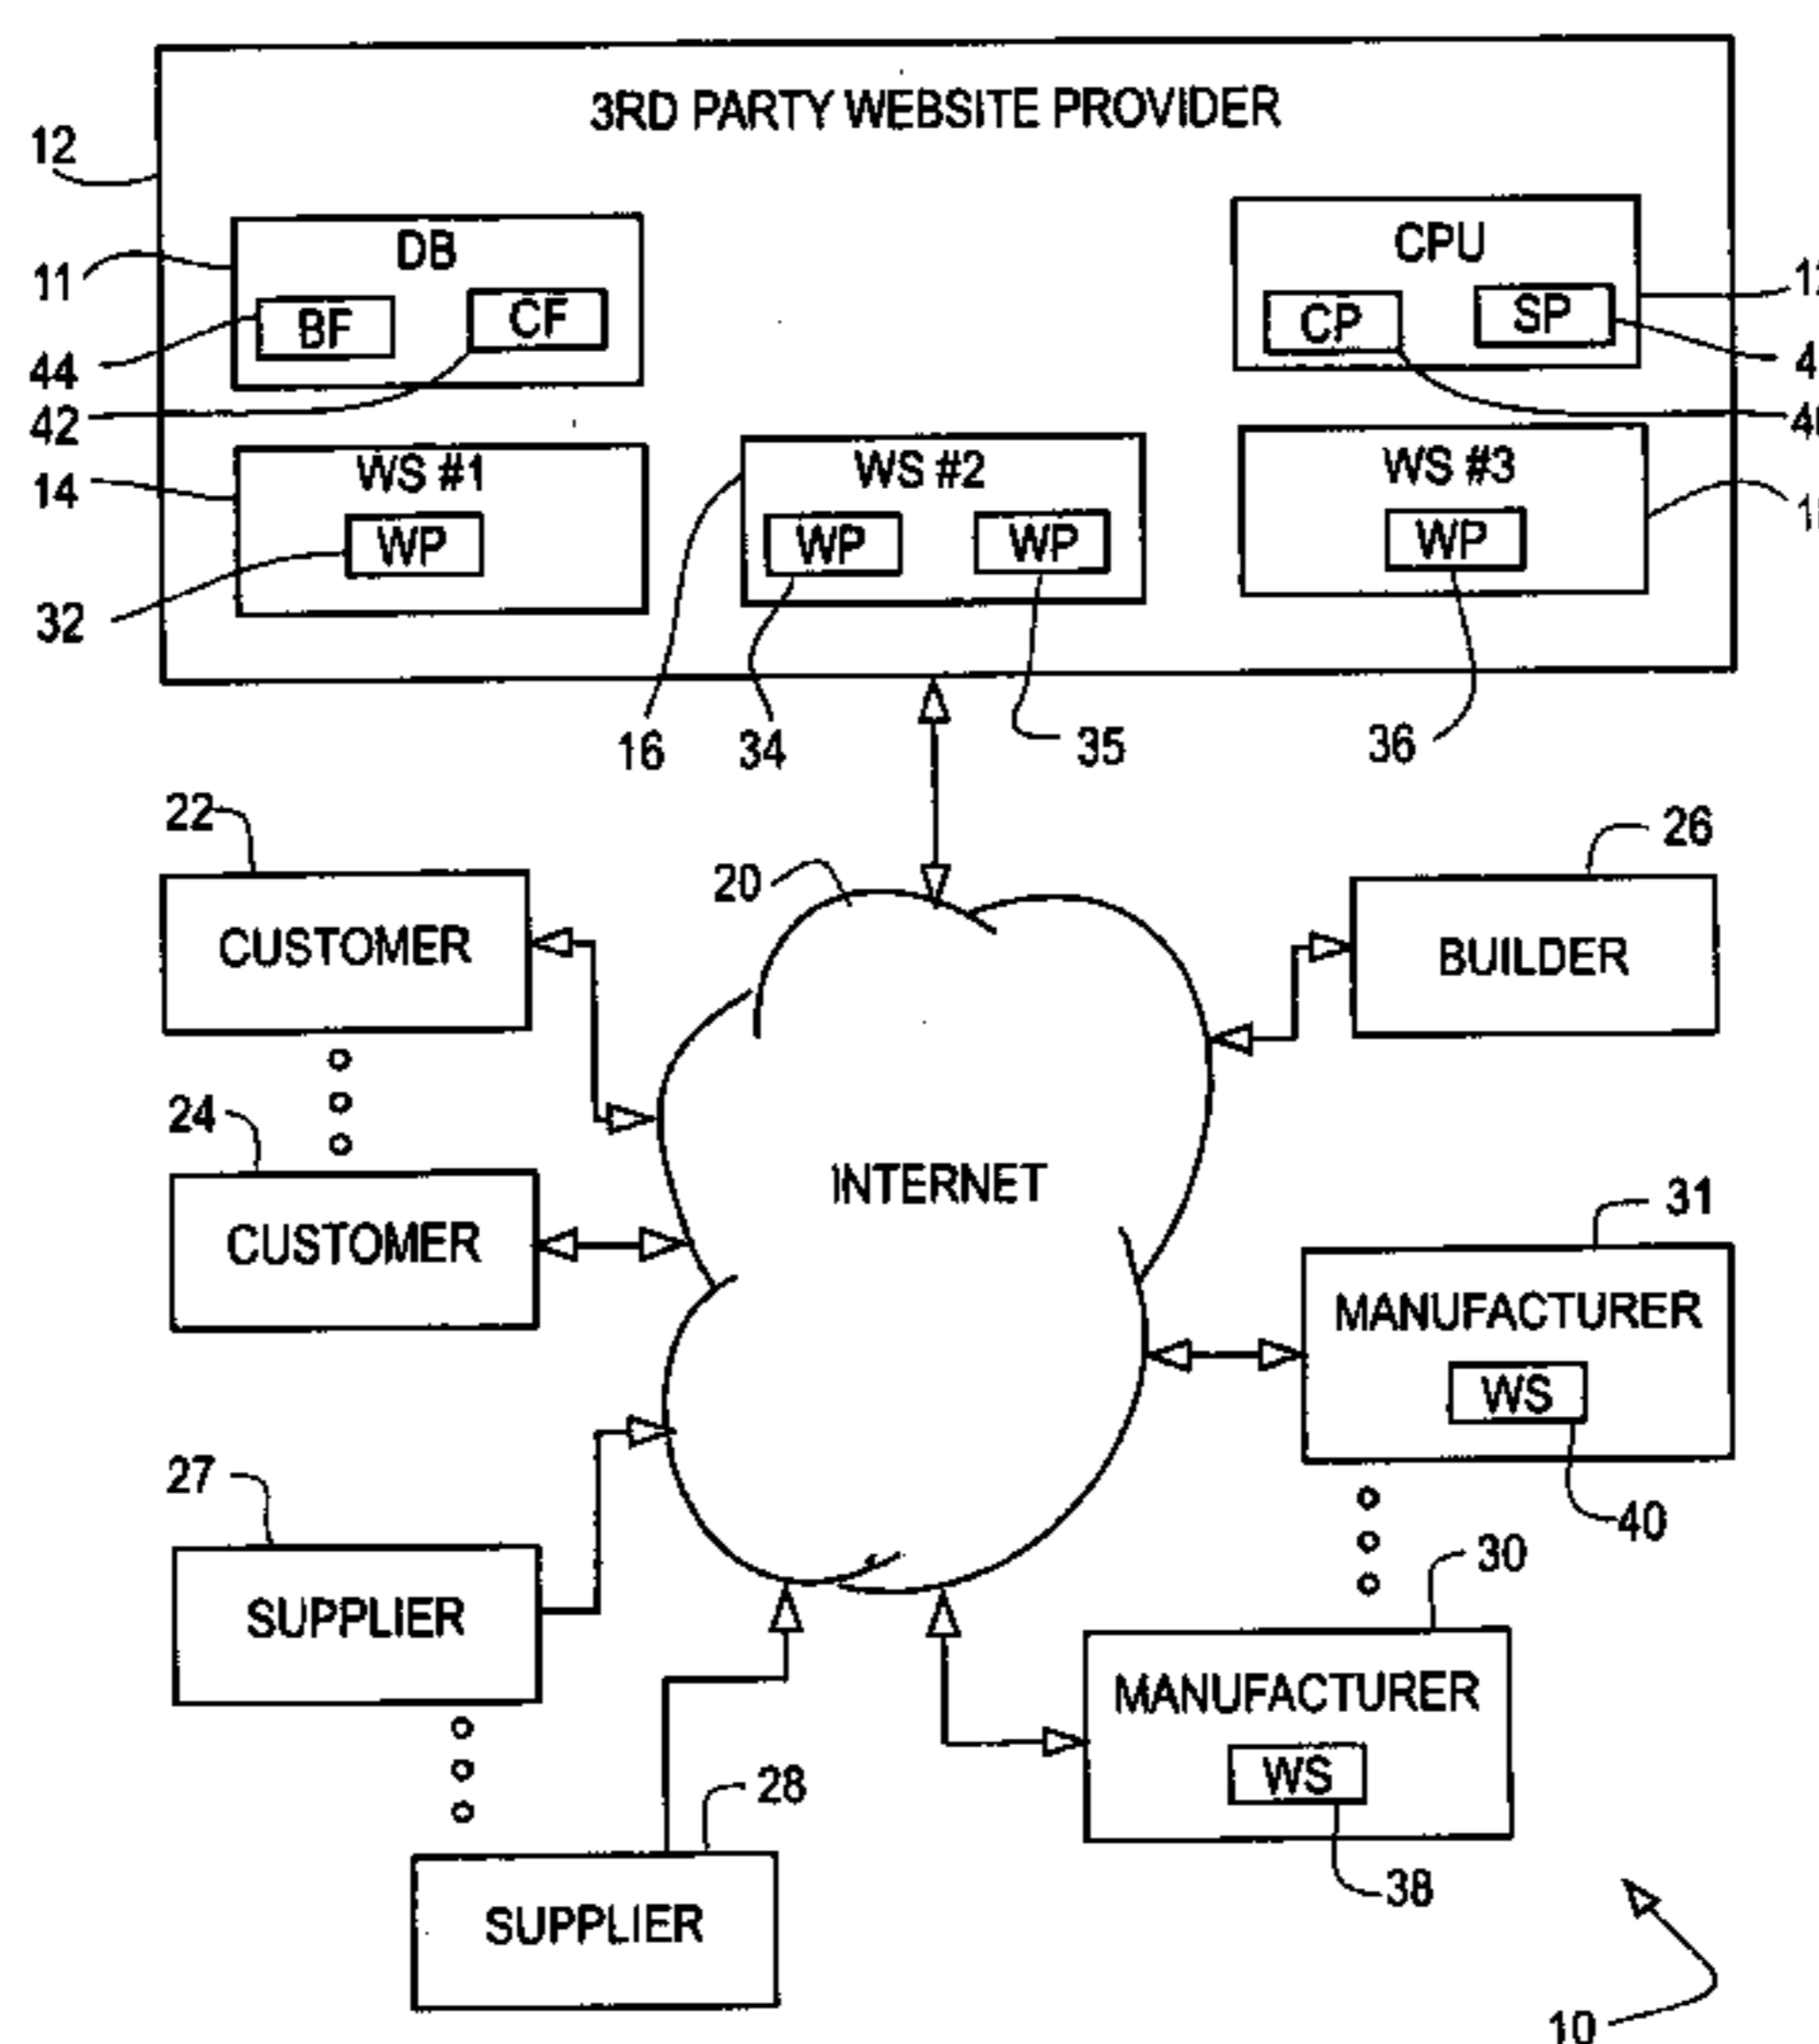 3RD PARTY WEBSITE PROVIDER
12
DB
CPU
11
BF
CF
CP
SP
44
42
WS #1
WS #2
WS #3
14
WP
WP
WP
WP
32
16
34
35
36
22
20
26
CUSTOMER
BUILDER
24
INTERNET
31
CUSTOMER
MANUFACTURER
WS
27
40
30
SUPPLIER
MANUFACTURER
WS
28
38
SUPPLIER
10